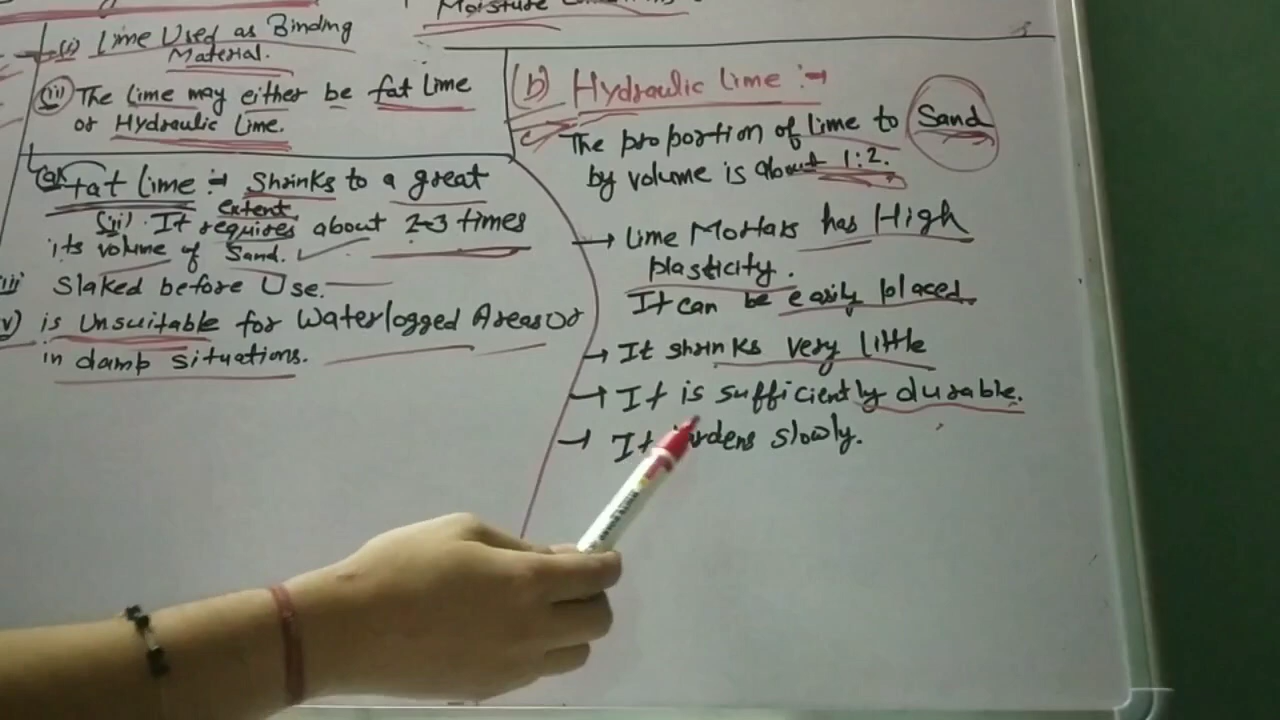 Moisture
(i) Lime Used as Binding
Material.
(ii) The lime may either be fat lime
or Hydraulic Lime.
(a) fat lime :- Shrinks to a great
extent
(ii). It requires about 2-3 times
its volume of Sand.
iii Slaked before Use.
v) is Unsuitable for Waterlogged Areas or
in damp situations.
(b) Hydraulic lime :-
The proportion of lime to Sand
by volume is about 1:2.
→ lime Mortars has High
plasticity.
It can be easily placed.
→ It shrinks very little
→ It is sufficiently durable.
→ It rdens slowly.